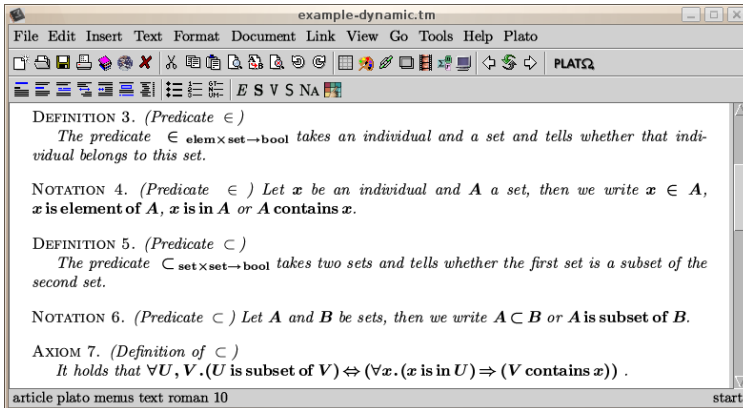 example-dynamic.tm
File Edit Insert Text Format Document Link View Go Tools Help Plato
PLATΩ
E S V S NA
DEFINITION 3. (Predicate ∈ )
The predicate ∈ elem×set→bool takes an individual and a set and tells whether that indi-
vidual belongs to this set.
NOTATION 4. (Predicate ∈ ) Let x be an individual and A a set, then we write x ∈ A,
x is element of A, x is in A or A contains x.
DEFINITION 5. (Predicate ⊂ )
The predicate ⊂ set×set→bool takes two sets and tells whether the first set is a subset of the
second set.
NOTATION 6. (Predicate ⊂ ) Let A and B be sets, then we write A ⊂ B or A is subset of B.
AXIOM 7. (Definition of ⊂ )
It holds that ∀U, V.(U is subset of V) ⇔ (∀x.(x is in U) ⇒ (V contains x)) .
article plato menus text roman 10 start